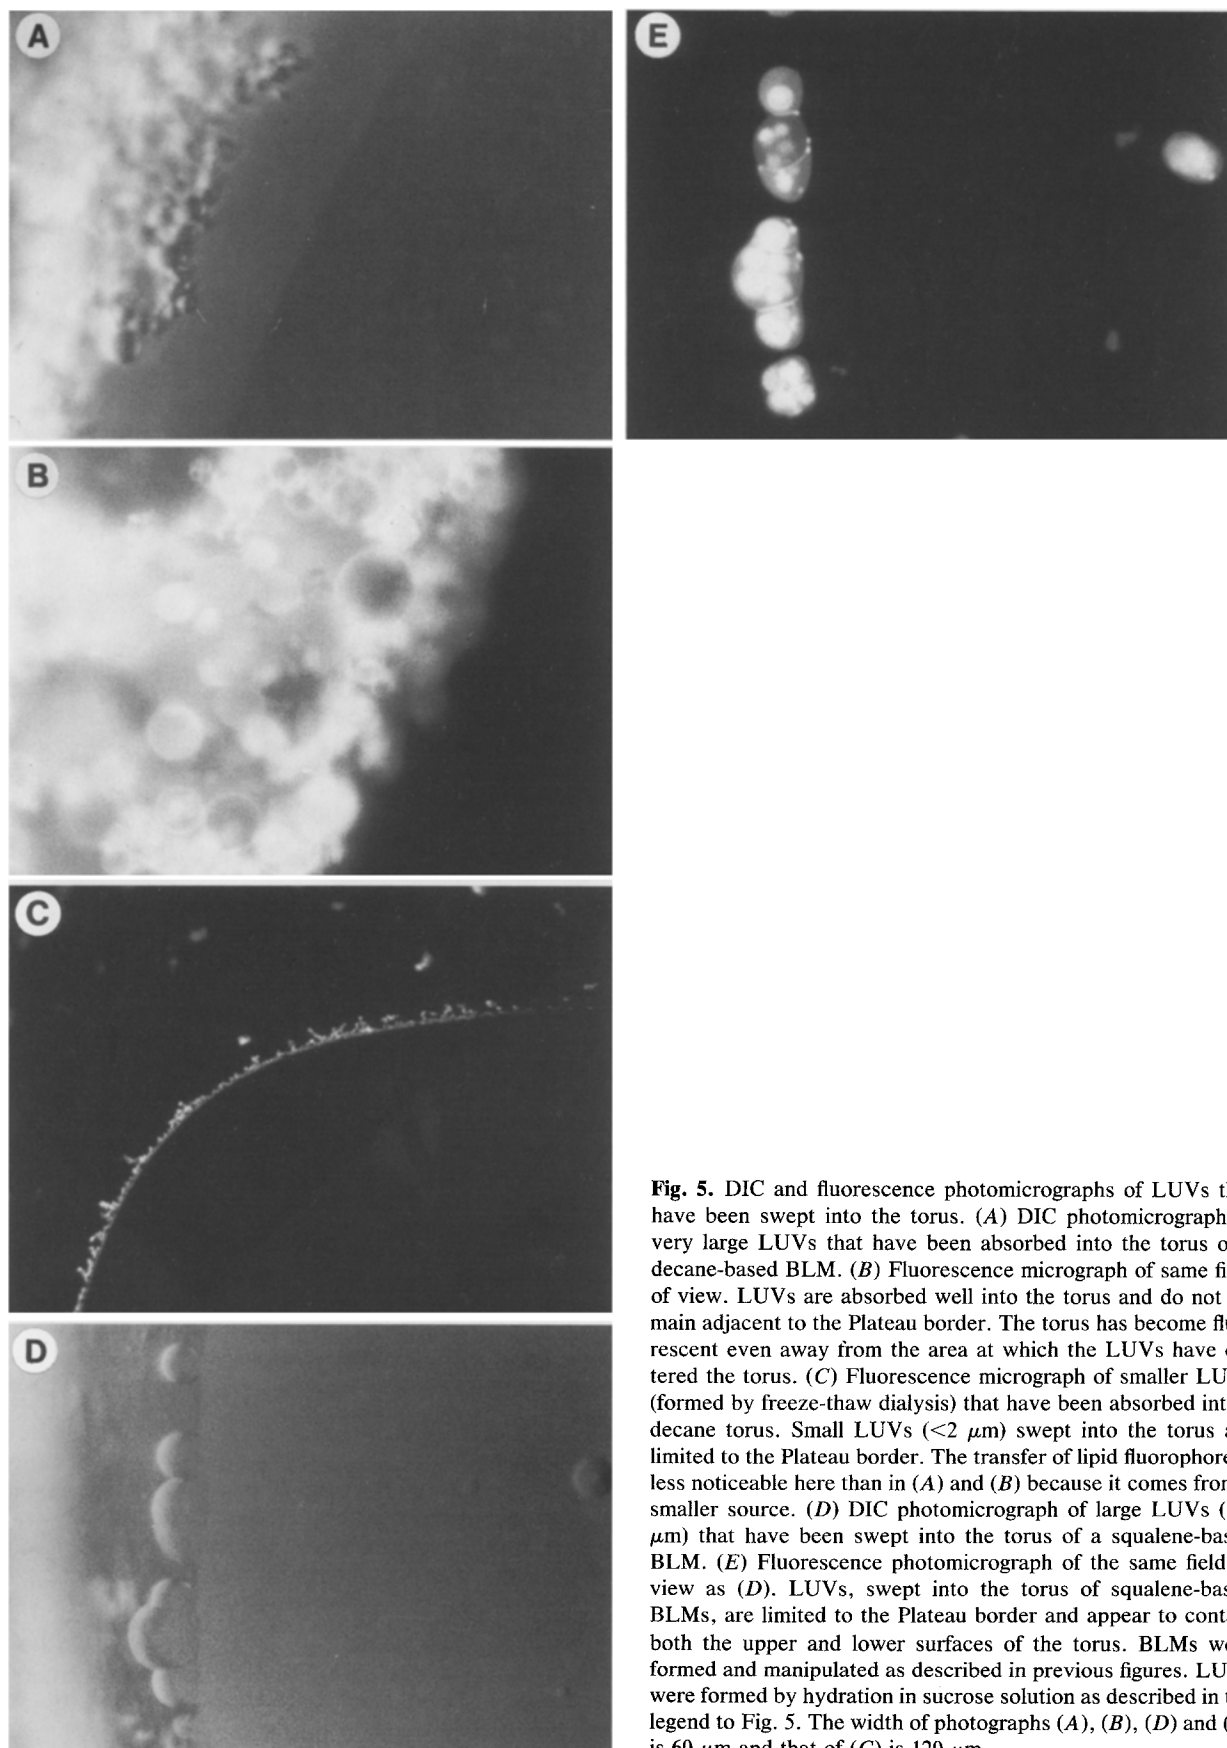 A
E
B
C
D
Fig. 5. DIC and fluorescence photomicrographs of LUVs
have been swept into the torus. (A) DIC photomicrograph
very large LUVs that have been absorbed into the torus o
decane-based BLM. (B) Fluorescence micrograph of same fi
of view. LUVs are absorbed well into the torus and do not
main adjacent to the Plateau border. The torus has become flu
rescent even away from the area at which the LUVs have
tered the torus. (C) Fluorescence micrograph of smaller LU
(formed by freeze-thaw dialysis) that have been absorbed int
decane torus. Small LUVs (<2 μm) swept into the torus a
limited to the Plateau border. The transfer of lipid fluorophore
less noticeable here than in (A) and (B) because it comes from
smaller source. (D) DIC photomicrograph of large LUVs (
μm) that have been swept into the torus of a squalene-bas
BLM. (E) Fluorescence photomicrograph of the same field
view as (D). LUVs, swept into the torus of squalene-bas
BLMs, are limited to the Plateau border and appear to cont
both the upper and lower surfaces of the torus. BLMs we
formed and manipulated as described in previous figures. LU
were formed by hydration in sucrose solution as described in t
legend to Fig. 5. The width of photographs (A), (B), (D) and (
is 60 μm and that of (C) is 120 μm